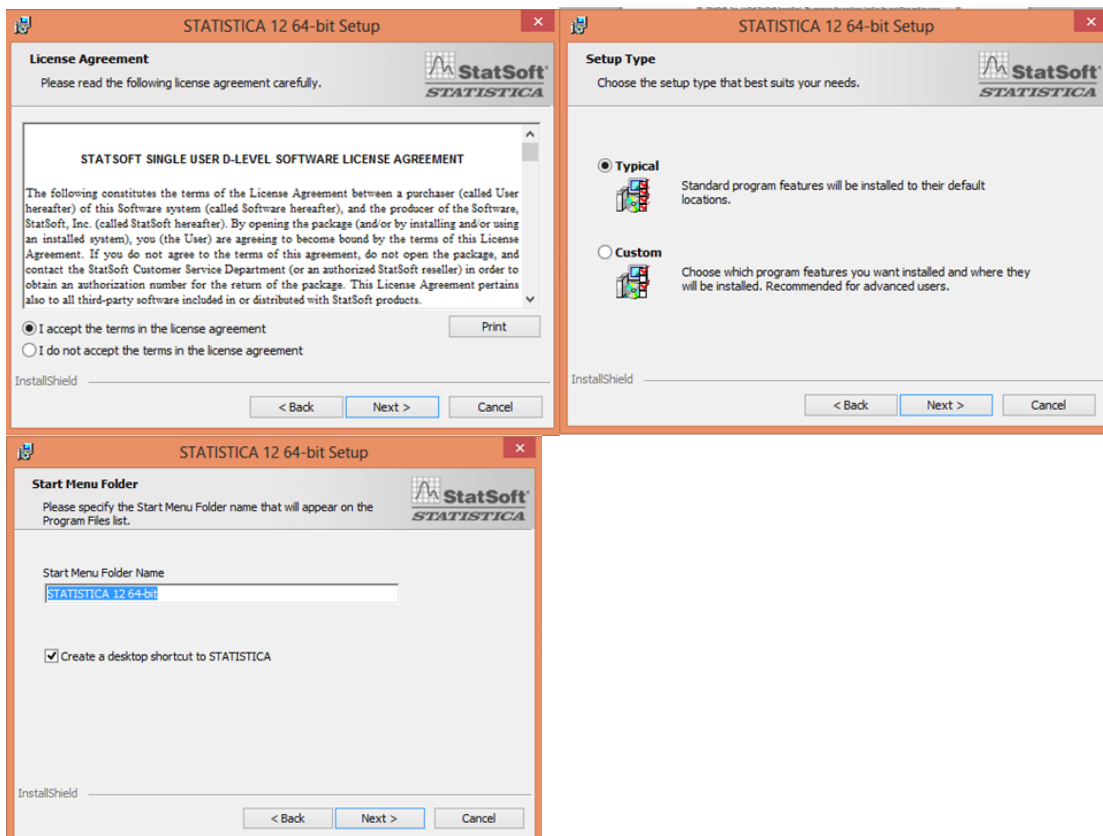 STATISTICA 12 64-bit Setup
License Agreement
Please read the following license agreement carefully.
StatSoft
STATISTICA
STATSOFT SINGLE USER D-LEVEL SOFTWARE LICENSE AGREEMENT
The following constitutes the terms of the License Agreement between a purchaser (called User
hereafter) of this Software system (called Software hereafter), and the producer of the Software,
StatSoft, Inc. (called StatSoft hereafter). By opening the package (and/or by installing and/or using
an installed system), you (the User) are agreeing to become bound by the terms of this License
Agreement. If you do not agree to the terms of this agreement, do not open the package, and
contact the StatSoft Customer Service Department (or an authorized StatSoft reseller) in order to
obtain an authorization number for the return of the package. This License Agreement pertains
also to all third-party software included in or distributed with StatSoft products.
I accept the terms in the license agreement
Print
I do not accept the terms in the license agreement
InstallShield
< Back Next > Cancel
STATISTICA 12 64-bit Setup
Setup Type
Choose the setup type that best suits your needs.
StatSoft
STATISTICA
Typical
Standard program features will be installed to their default
locations.
Custom
Choose which program features you want installed and where they
will be installed. Recommended for advanced users.
InstallShield
< Back Next > Cancel
STATISTICA 12 64-bit Setup
Start Menu Folder
Please specify the Start Menu Folder name that will appear on the
Program Files list.
StatSoft
STATISTICA
Start Menu Folder Name
STATISTICA 12 64-bit
Create a desktop shortcut to STATISTICA
InstallShield
< Back Next > Cancel